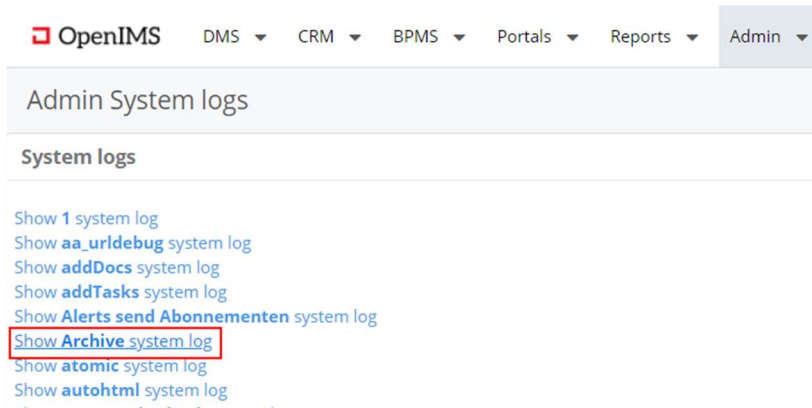 OpenIMS DMS CRM BPMS Portals Reports Admin
Admin System logs
System logs
Show 1 system log
Show aa_urldebug system log
Show addDocs system log
Show addTasks system log
Show Alerts send Abonnementen system log
Show Archive system log
Show atomic system log
Show autohtml system log